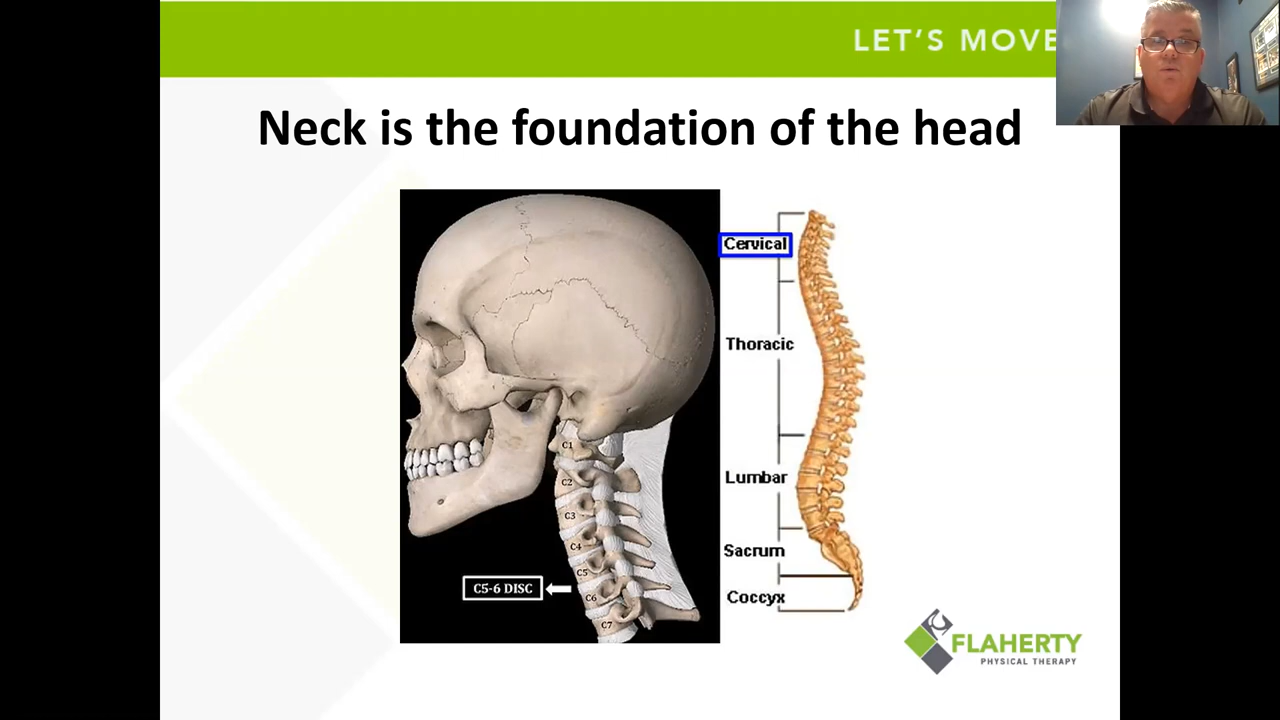 LET'S MOVE
Neck is the foundation of the head
Cervical
Thoracic
Lumbar
Sacrum
Coccyx
C1
C2
C3
C4
C5
C6
C7
C5-6 DISC
FLAHERTY
PHYSICAL THERAPY